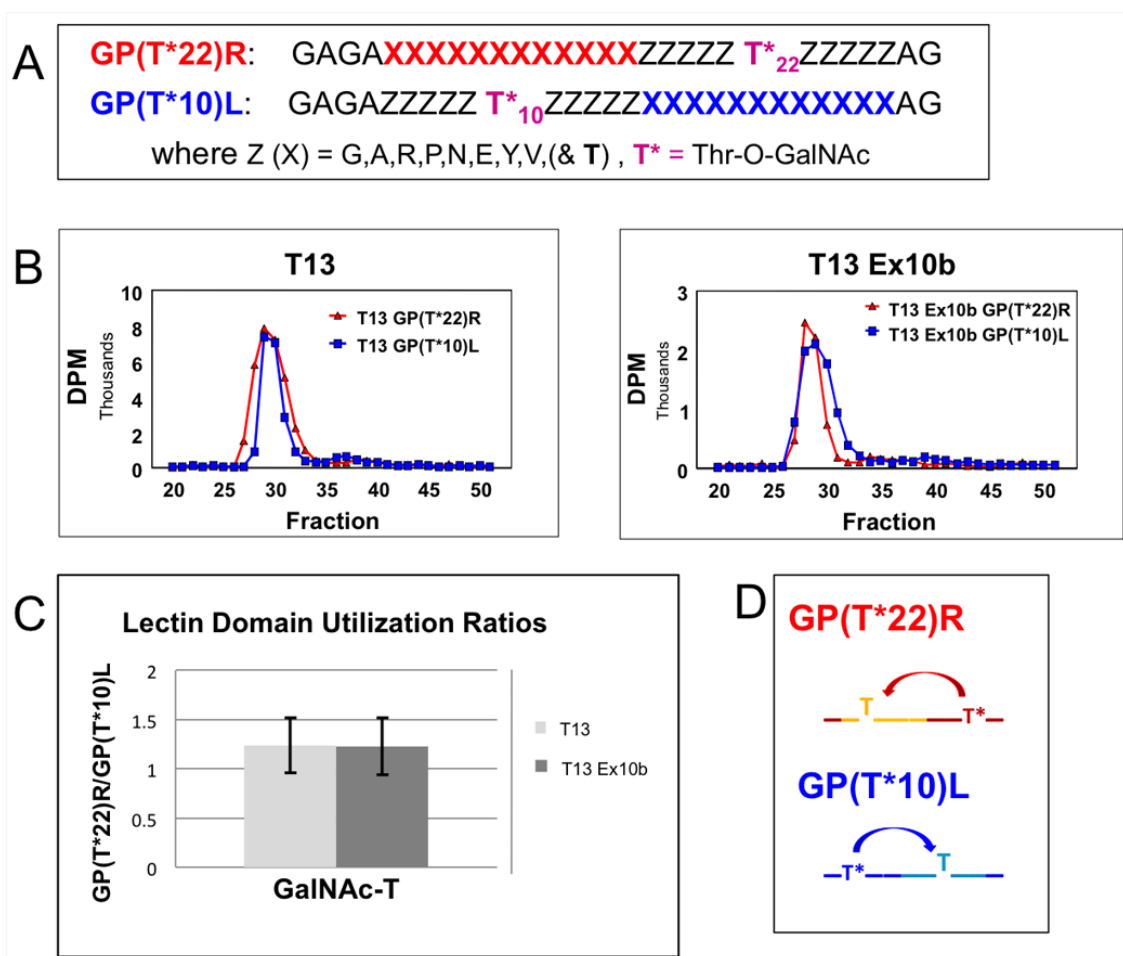 A
GP(T*22)R: GAGAXXXXXXXXXXXXZZZZZ T*22ZZZZZAG
GP(T*10)L: GAGAZZZZZ T*10ZZZZZXXXXXXXXXXXXAG
where Z (X) = G,A,R,P,N,E,Y,V,(& T) , T* = Thr-O-GalNAc
B
T13
10
8
6
4
2
0
DPM
Thousands
T13 GP(T*22)R
T13 GP(T*10)L
20 25 30 35 40 45 50
Fraction
T13 Ex10b
3
2
1
0
DPM
Thousands
T13 Ex10b GP(T*22)R
T13 Ex10b GP(T*10)L
20 25 30 35 40 45 50
Fraction
C
Lectin Domain Utilization Ratios
GP(T*22)R/GP(T*10)L
2
1.5
1
0.5
0
GalNAc-T
T13
T13 Ex10b
D
GP(T*22)R
T T*
GP(T*10)L
T* T